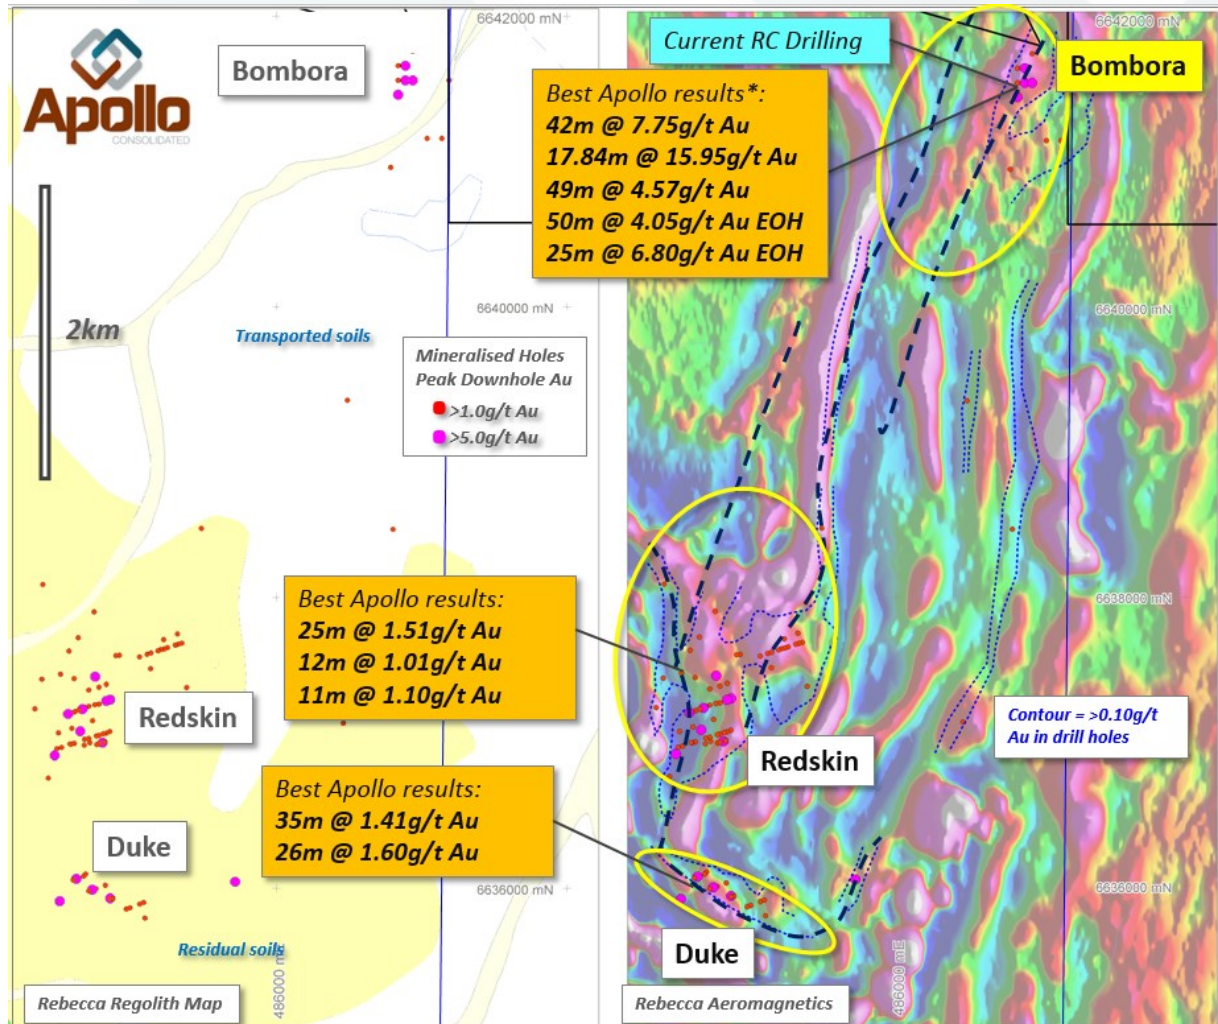 Apollo
CONSOLIDATED
Bombora
6642000 mN
2km
Transported soils
6640000 mN
Mineralised Holes
Peak Downhole Au
>1.0g/t Au
>5.0g/t Au
Redskin
Duke
Residual soils
486000 mE
6636000 mN
Rebecca Regolith Map
Current RC Drilling
Bombora
6642000 mN
Best Apollo results*:
42m @ 7.75g/t Au
17.84m @ 15.95g/t Au
49m @ 4.57g/t Au
50m @ 4.05g/t Au EOH
25m @ 6.80g/t Au EOH
6640000 mN
6638000 mN
Best Apollo results:
25m @ 1.51g/t Au
12m @ 1.01g/t Au
11m @ 1.10g/t Au
Redskin
Contour = >0.10g/t
Au in drill holes
Best Apollo results:
35m @ 1.41g/t Au
26m @ 1.60g/t Au
6636000 mN
Duke
486000 mE
Rebecca Aeromagnetics